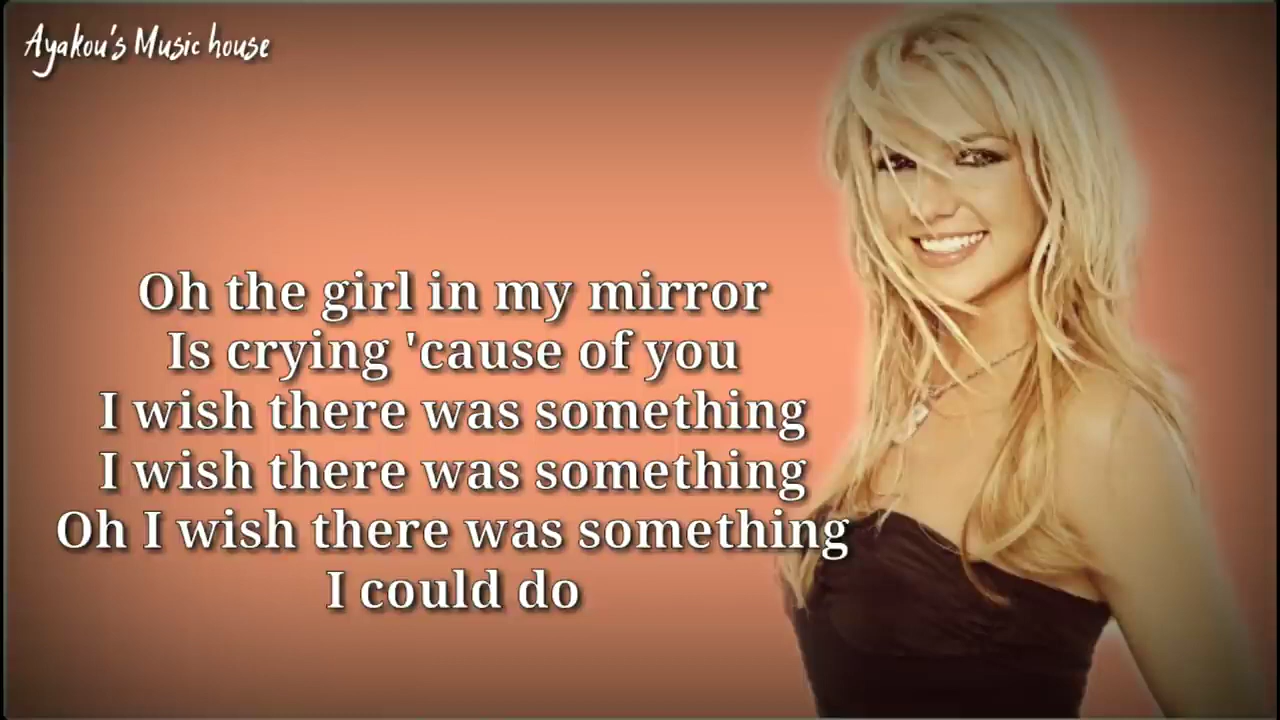 Ayakou's Music house
Oh the girl in my mirror
Is crying 'cause of you
I wish there was something
I wish there was something
Oh I wish there was something
I could do